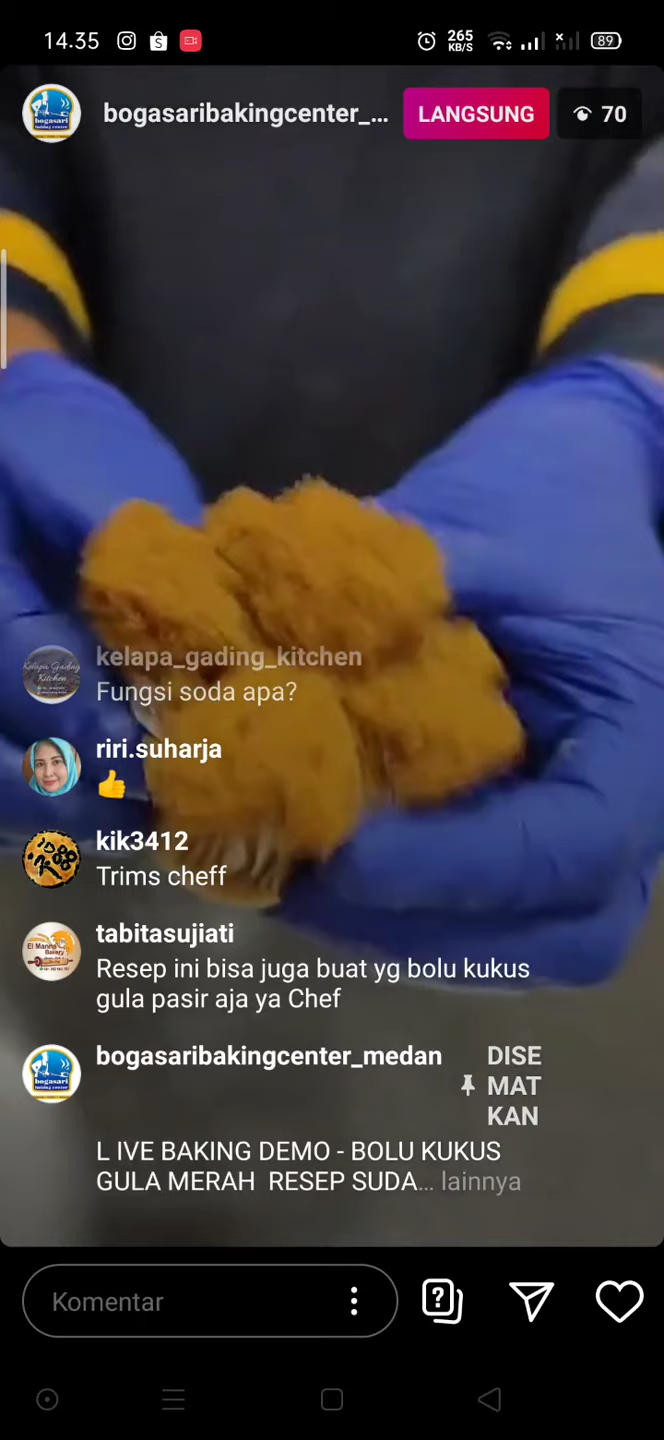 14.35
265
KB/S
89
bogasaribakingcenter_...
LANGSUNG
70
kelapa_gading_kitchen
Fungsi soda apa?
riri.suharja
kik3412
Trims cheff
tabitasujiati
Resep ini bisa juga buat yg bolu kukus
gula pasir aja ya Chef
bogasaribakingcenter_medan
DISE
MAT
KAN
L IVE BAKING DEMO - BOLU KUKUS
GULA MERAH  RESEP SUDA... lainnya
Komentar